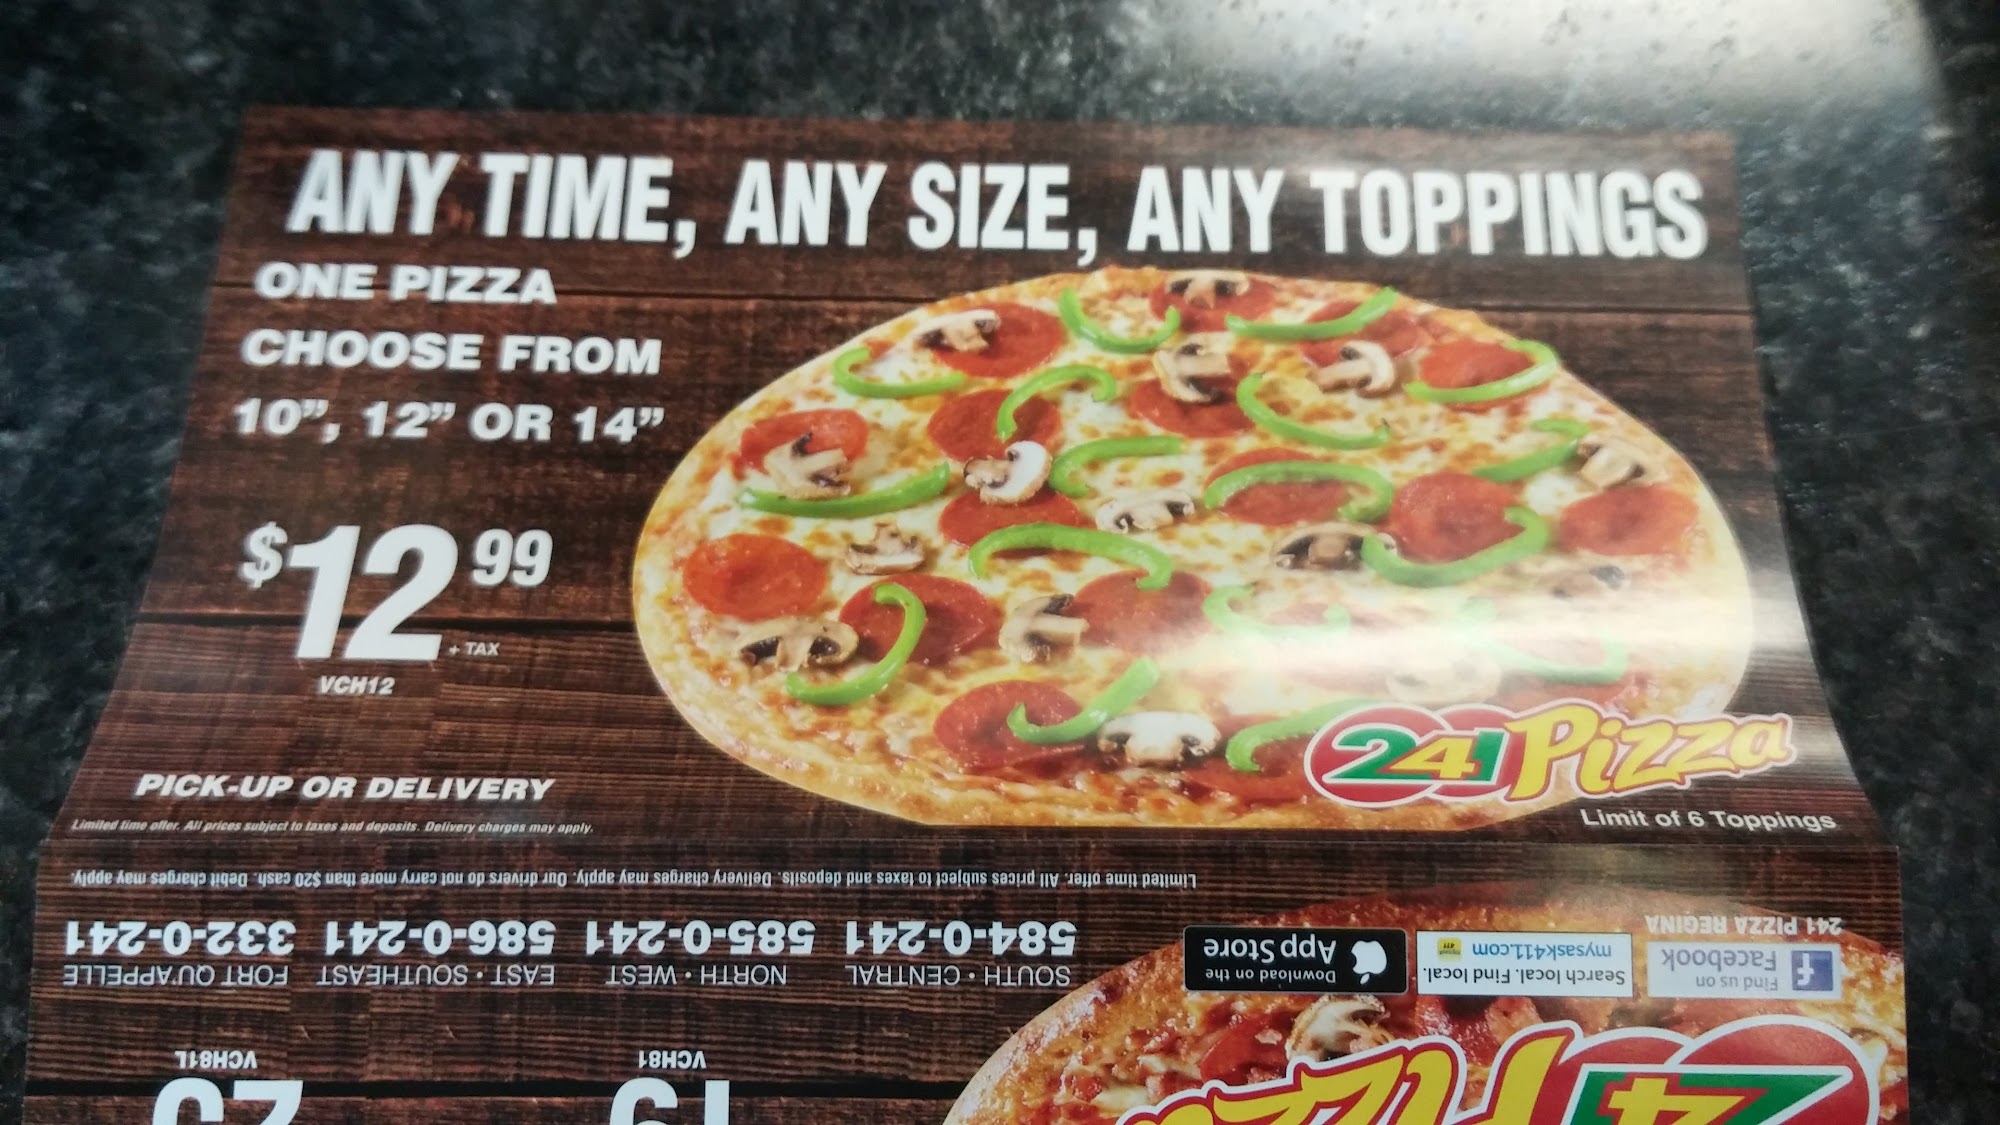 ANY TIME, ANY SIZE, ANY TOPPINGS
ONE PIZZA
CHOOSE FROM
10”, 12” OR 14”
$12 99
+ TAX
VCH12
PICK-UP OR DELIVERY
Limited time offer. All prices subject to taxes and deposits. Delivery charges may apply.
241 Pizza
Limit of 6 Toppings
Limited time offer. All prices subject to taxes and deposits. Delivery charges may apply. Our drivers do not carry more than $20 cash. Debit charges may apply.
SOUTH • CENTRAL
584-0-241
NORTH • WEST
585-0-241
EAST • SOUTHEAST
586-0-241
FORT QU'APPELLE
332-0-241
241 PIZZA REGINA
Find us on
Facebook
Search local. Find local.
mysask411.com
Download on the
App Store
VCH81
VCH81L